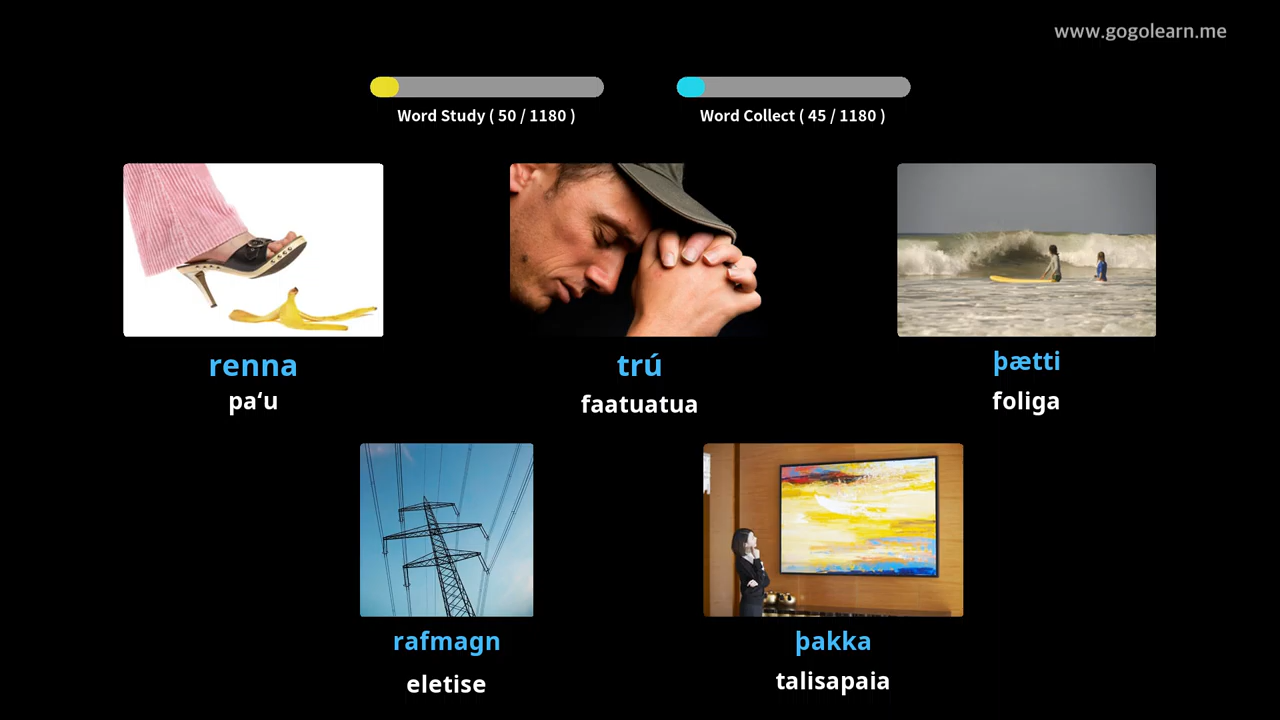 www.gogolearn.me
Word Study ( 50 / 1180 )
Word Collect ( 45 / 1180 )
renna
paʻu
trú
faatuatua
þætti
foliga
rafmagn
eletise
þakka
talisapaia